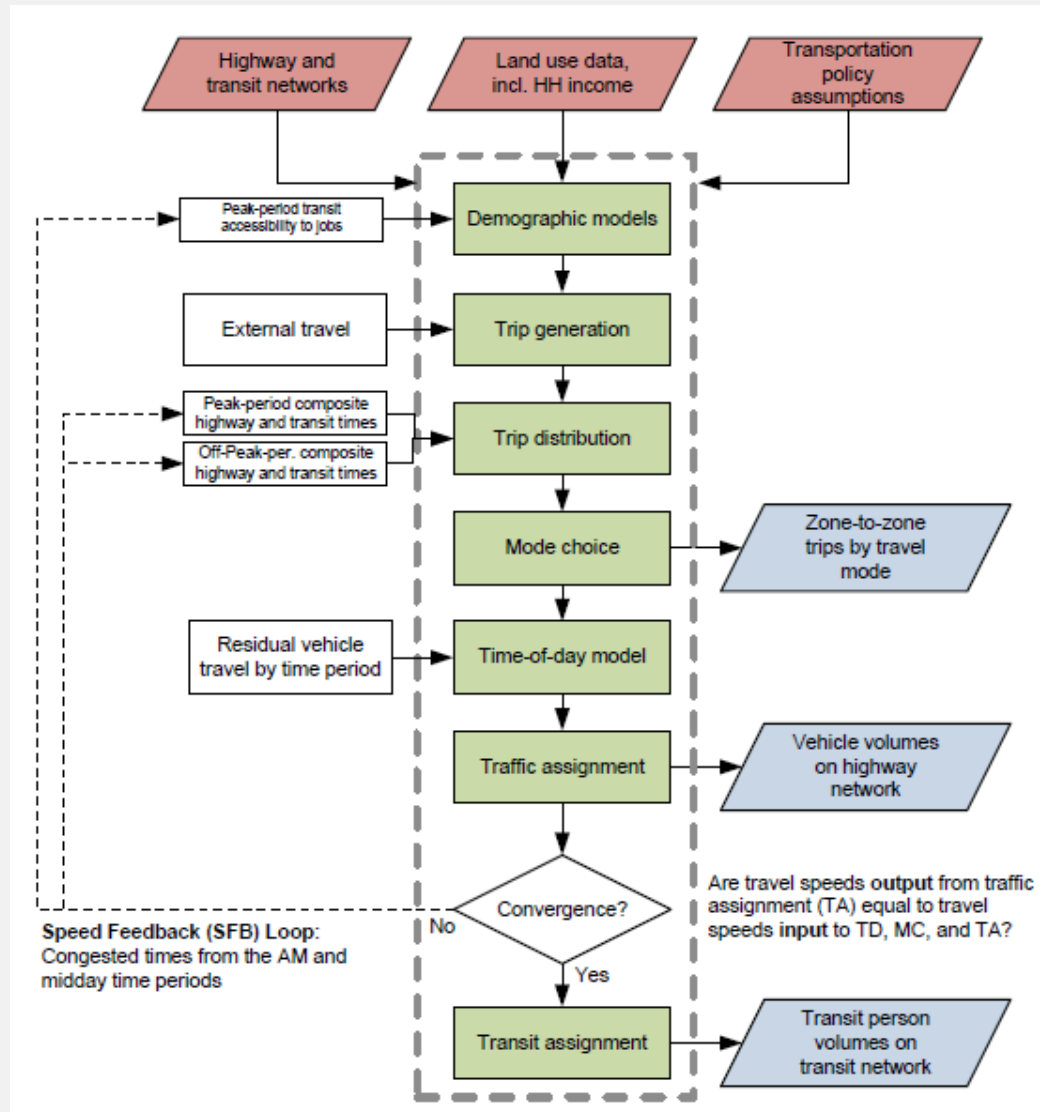 Highway and
transit networks
Land use data,
incl. HH income
Transportation
policy
assumptions
Peak-period transit
accessibility to jobs
Demographic models
External travel
Trip generation
Peak-period composite
highway and transit times
Off-Peak-per. composite
highway and transit times
Trip distribution
Mode choice
Zone-to-zone
trips by travel
mode
Residual vehicle
travel by time period
Time-of-day model
Traffic assignment
Vehicle volumes
on highway
network
Convergence?
No
Yes
Are travel speeds output from traffic
assignment (TA) equal to travel
speeds input to TD, MC, and TA?
Speed Feedback (SFB) Loop:
Congested times from the AM and
midday time periods
Transit assignment
Transit person
volumes on
transit network